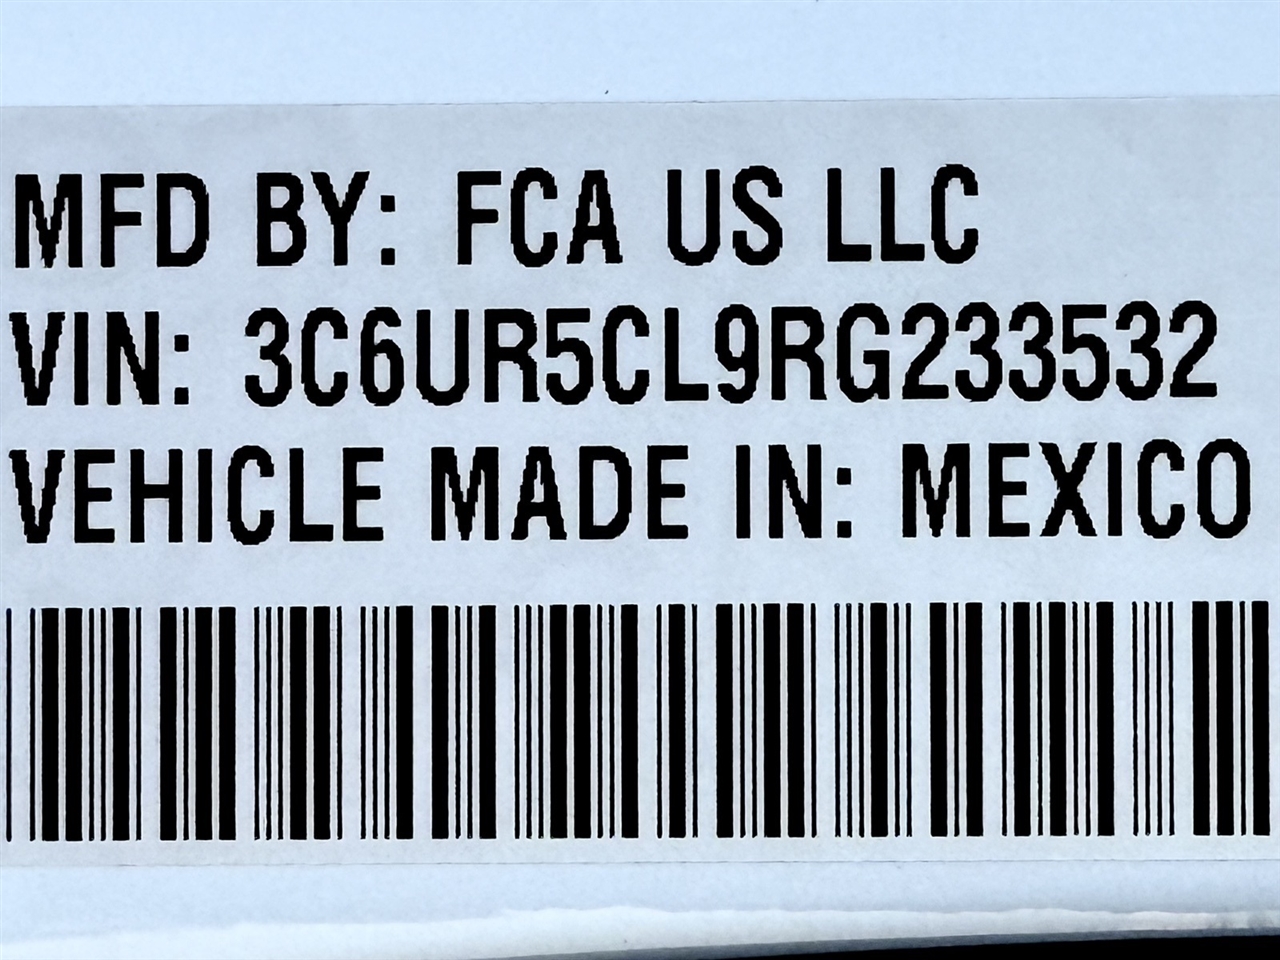 MFD BY: FCA US LLC
VIN: 3C6UR5CL9RG233532
VEHICLE MADE IN: MEXICO